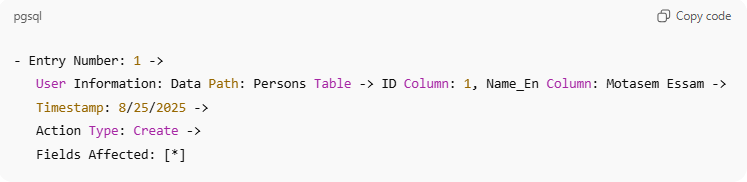 pgsql
Copy code
- Entry Number: 1 ->
User Information: Data Path: Persons Table -> ID Column: 1, Name_En Column: Motasem Essam ->
Timestamp: 8/25/2025 ->
Action Type: Create ->
Fields Affected: [*]